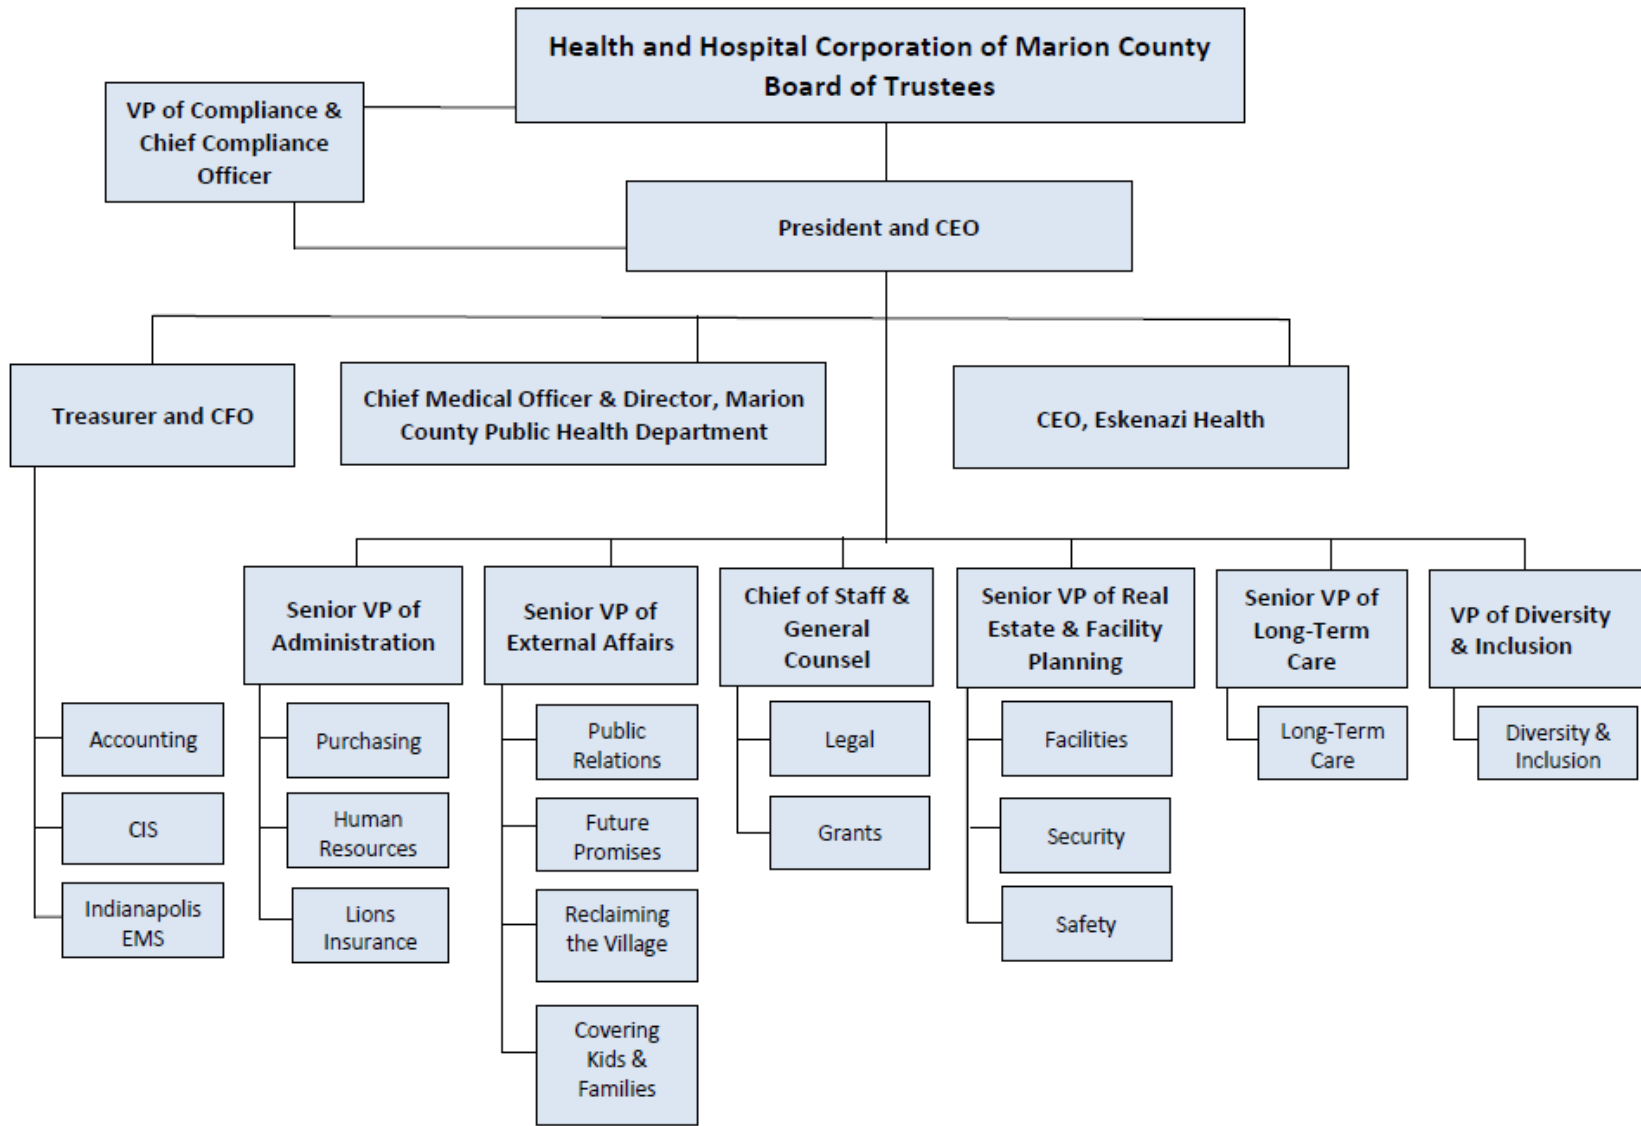 Health and Hospital Corporation of Marion County
Board of Trustees
VP of Compliance &
Chief Compliance
Officer
President and CEO
Treasurer and CFO
Chief Medical Officer & Director, Marion
County Public Health Department
CEO, Eskenazi Health
Senior VP of
Administration
Senior VP of
External Affairs
Chief of Staff &
General
Counsel
Senior VP of Real
Estate & Facility
Planning
Senior VP of
Long-Term
Care
VP of Diversity
& Inclusion
Accounting
CIS
Indianapolis
EMS
Purchasing
Human
Resources
Lions
Insurance
Public
Relations
Future
Promises
Reclaiming
the Village
Covering
Kids &
Families
Legal
Grants
Facilities
Security
Safety
Long-Term
Care
Diversity &
Inclusion